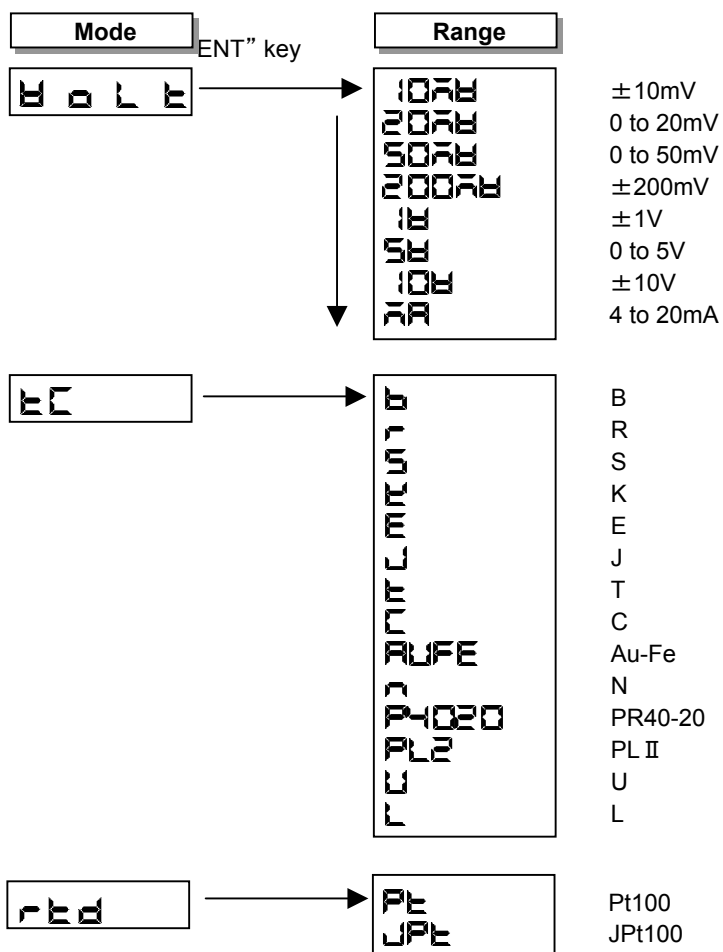 Mode
ENT” key
Range
VoLt
10mV ±10mV
20mV 0 to 20mV
50mV 0 to 50mV
200mV ±200mV
1V ±1V
5V 0 to 5V
10V ±10V
mA 4 to 20mA
tC
b B
r R
S S
K K
E E
J J
t T
C C
AUFE Au-Fe
n N
P4020 PR40-20
PL2 PLⅡ
U U
L L
rtd
Pt Pt100
JPt JPt100